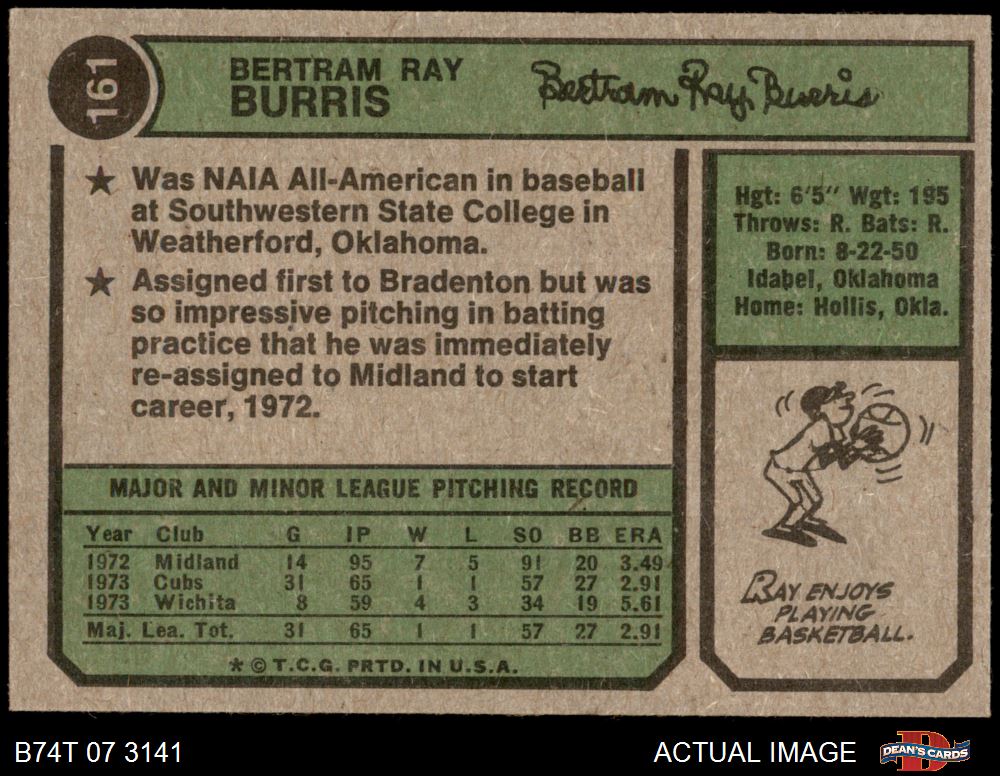 161
BERTRAM RAY
BURRIS
Bertram Ray Burris
★ Was NAIA All-American in baseball
at Southwestern State College in
Weatherford, Oklahoma.
★ Assigned first to Bradenton but was
so impressive pitching in batting
practice that he was immediately
re-assigned to Midland to start
career, 1972.
Hgt: 6'5" Wgt: 195
Throws: R. Bats: R.
Born: 8-22-50
Idabel, Oklahoma
Home: Hollis, Okla.
RAY ENJOYS
PLAYING
BASKETBALL.
MAJOR AND MINOR LEAGUE PITCHING RECORD
Year Club G IP W L SO BB ERA
1972 Midland 14 95 7 5 91 20 3.49
1973 Cubs 31 65 1 1 57 27 2.91
1973 Wichita 8 59 4 3 34 19 5.61
Maj. Lea. Tot. 31 65 1 1 57 27 2.91
* © T.C.G. PRTD. IN U.S.A.
B74T 07 3141
ACTUAL IMAGE
D
DEAN'S CARDS